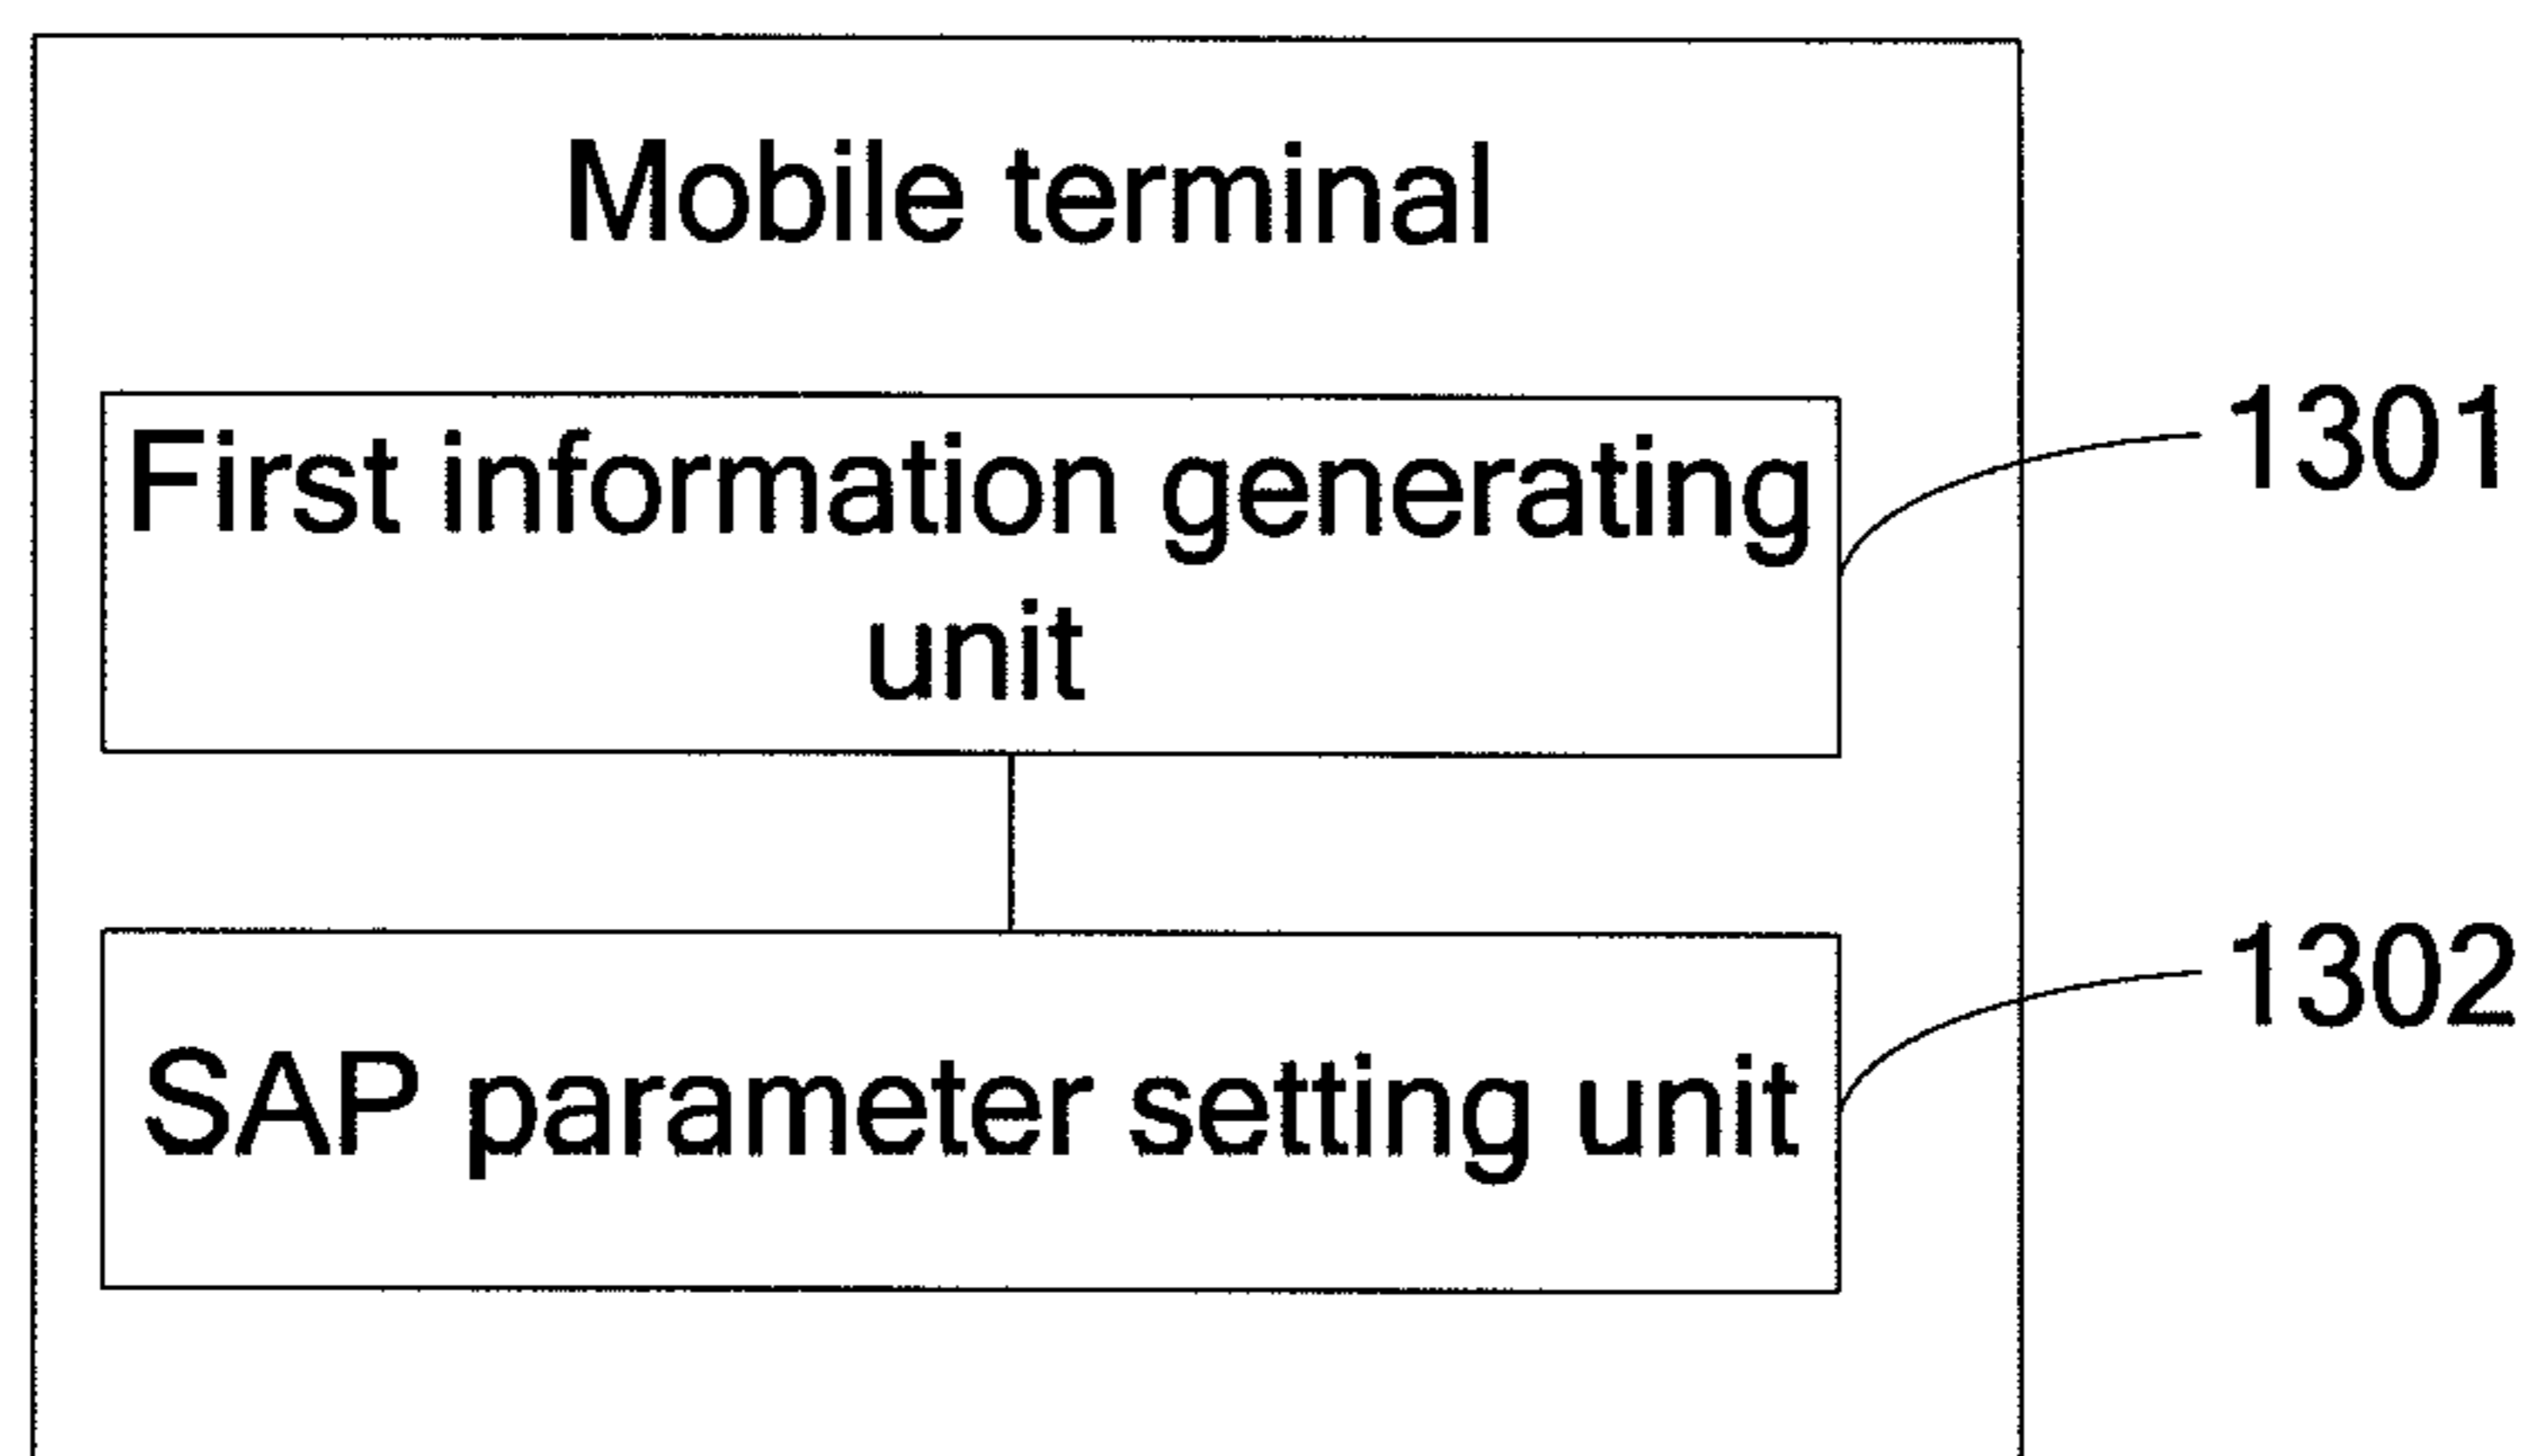 Mobile terminal
First information generating
unit
1301
SAP parameter setting unit
1302